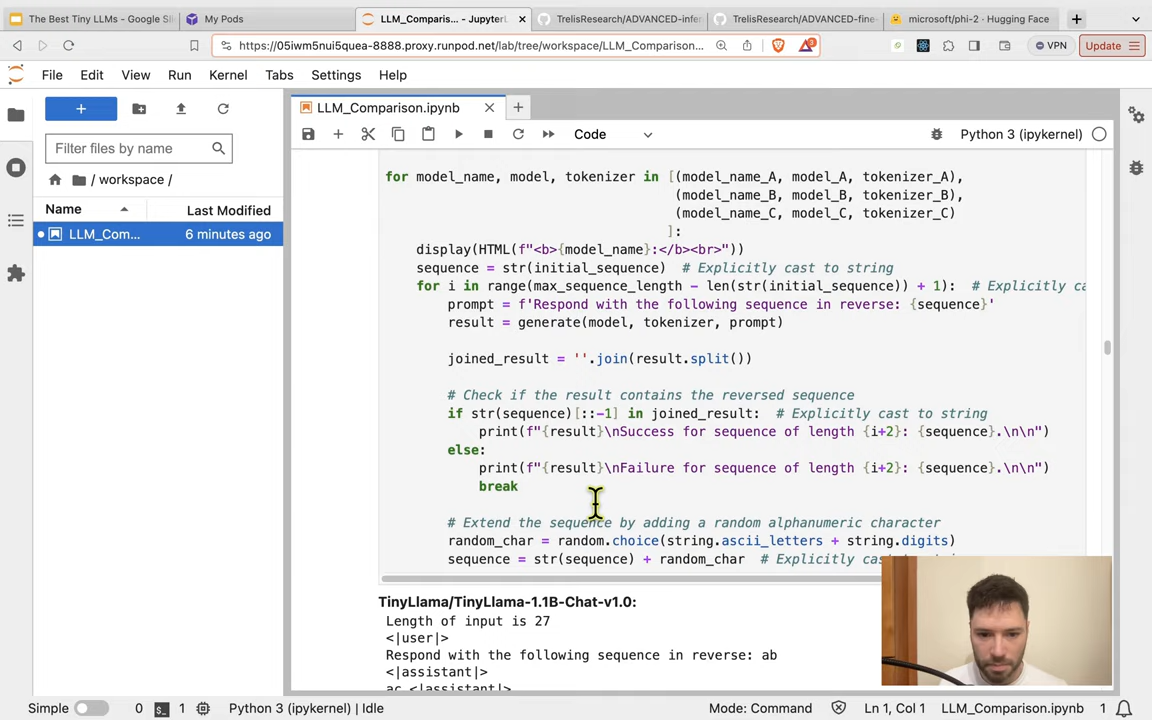 The Best Tiny LLMs - Google Sli
My Pods
LLM_Comparis... - JupyterL
TrelisResearch/ADVANCED-infer
TrelisResearch/ADVANCED-fine-
microsoft/phi-2 · Hugging Face
https://05iwm5nui5quea-8888.proxy.runpod.net/lab/tree/workspace/LLM_Comparison....
1
VPN
Update
File Edit View Run Kernel Tabs Settings Help
LLM_Comparison.ipynb
Code
Python 3 (ipykernel)
Filter files by name
/ workspace /
Name Last Modified
LLM_Com... 6 minutes ago
for model_name, model, tokenizer in [(model_name_A, model_A, tokenizer_A),
(model_name_B, model_B, tokenizer_B),
(model_name_C, model_C, tokenizer_C)
]:
display(HTML(f"<b>{model_name}:</b><br>"))
sequence = str(initial_sequence)  # Explicitly cast to string
for i in range(max_sequence_length - len(str(initial_sequence)) + 1):  # Explicitly ca
prompt = f'Respond with the following sequence in reverse: {sequence}'
result = generate(model, tokenizer, prompt)
joined_result = ''.join(result.split())
# Check if the result contains the reversed sequence
if str(sequence)[::-1] in joined_result:  # Explicitly cast to string
print(f"{result}\nSuccess for sequence of length {i+2}: {sequence}.\n\n")
else:
print(f"{result}\nFailure for sequence of length {i+2}: {sequence}.\n\n")
break
# Extend the sequence by adding a random alphanumeric character
random_char = random.choice(string.ascii_letters + string.digits)
sequence = str(sequence) + random_char  # Explicitly cas
TinyLlama/TinyLlama-1.1B-Chat-v1.0:
Length of input is 27
<|user|>
Respond with the following sequence in reverse: ab
<|assistant|>
ac <|assistant|>
Simple 0 1 Python 3 (ipykernel) | Idle Mode: Command Ln 1, Col 1 LLM_Comparison.ipynb 1